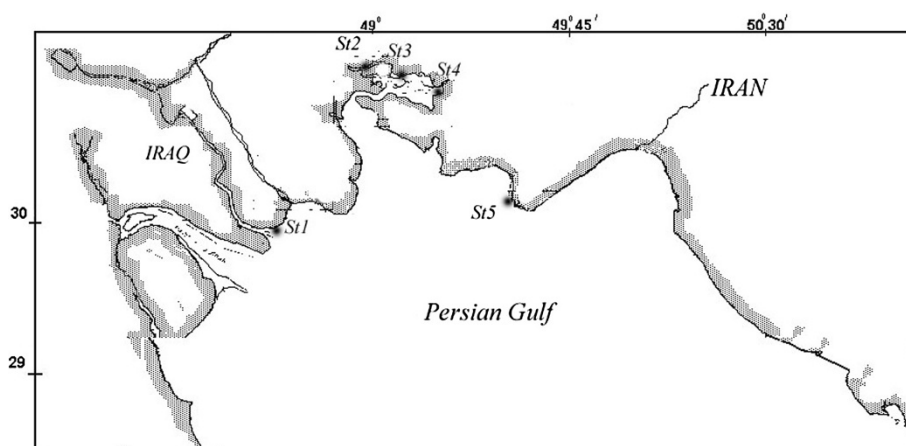 49° 49°,45' 50°,30'
St2 St3
St4
IRAN
IRAQ
St5
30
St1
Persian Gulf
29